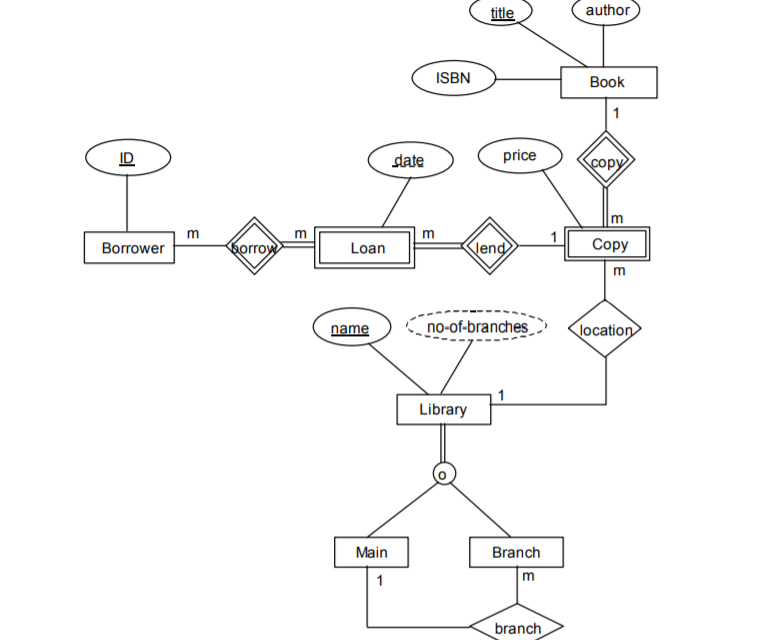 title
author
ISBN
Book
1
ID
date
price
copy
m
m
m
m
1
Borrower
borrow
Loan
lend
Copy
m
name
no-of-branches
location
1
Library
o
Main
Branch
1
m
branch